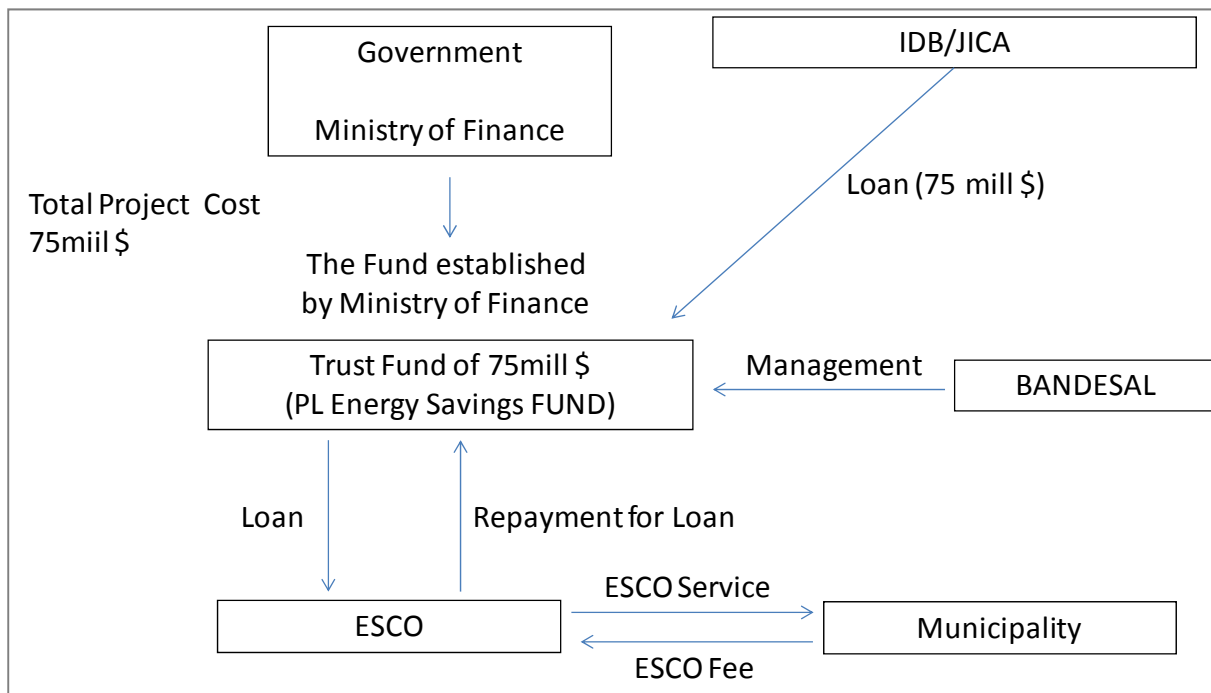 Government
Ministry of Finance
IDB/JICA
Loan (75 mill $)
Total Project Cost
75miil $
The Fund established
by Ministry of Finance
Trust Fund of 75mill $
(PL Energy Savings FUND)
Management
BANDESAL
Loan
Repayment for Loan
ESCO Service
ESCO
Municipality
ESCO Fee